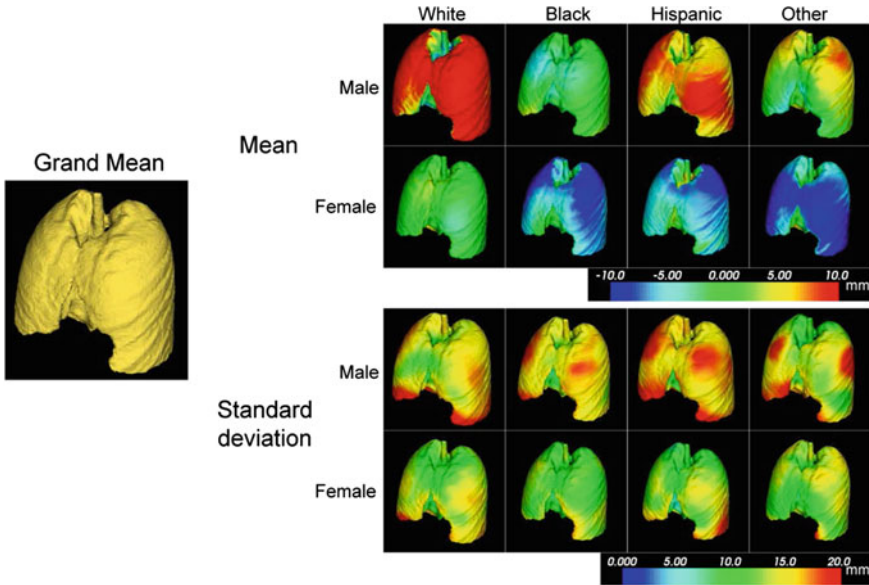 White Black Hispanic Other
Male
Mean
Grand Mean
Female
-10.0 -5.00 0.000 5.00 10.0
mm
Male
Standard
deviation
Female
0.000 5.00 10.0 15.0 20.0
mm